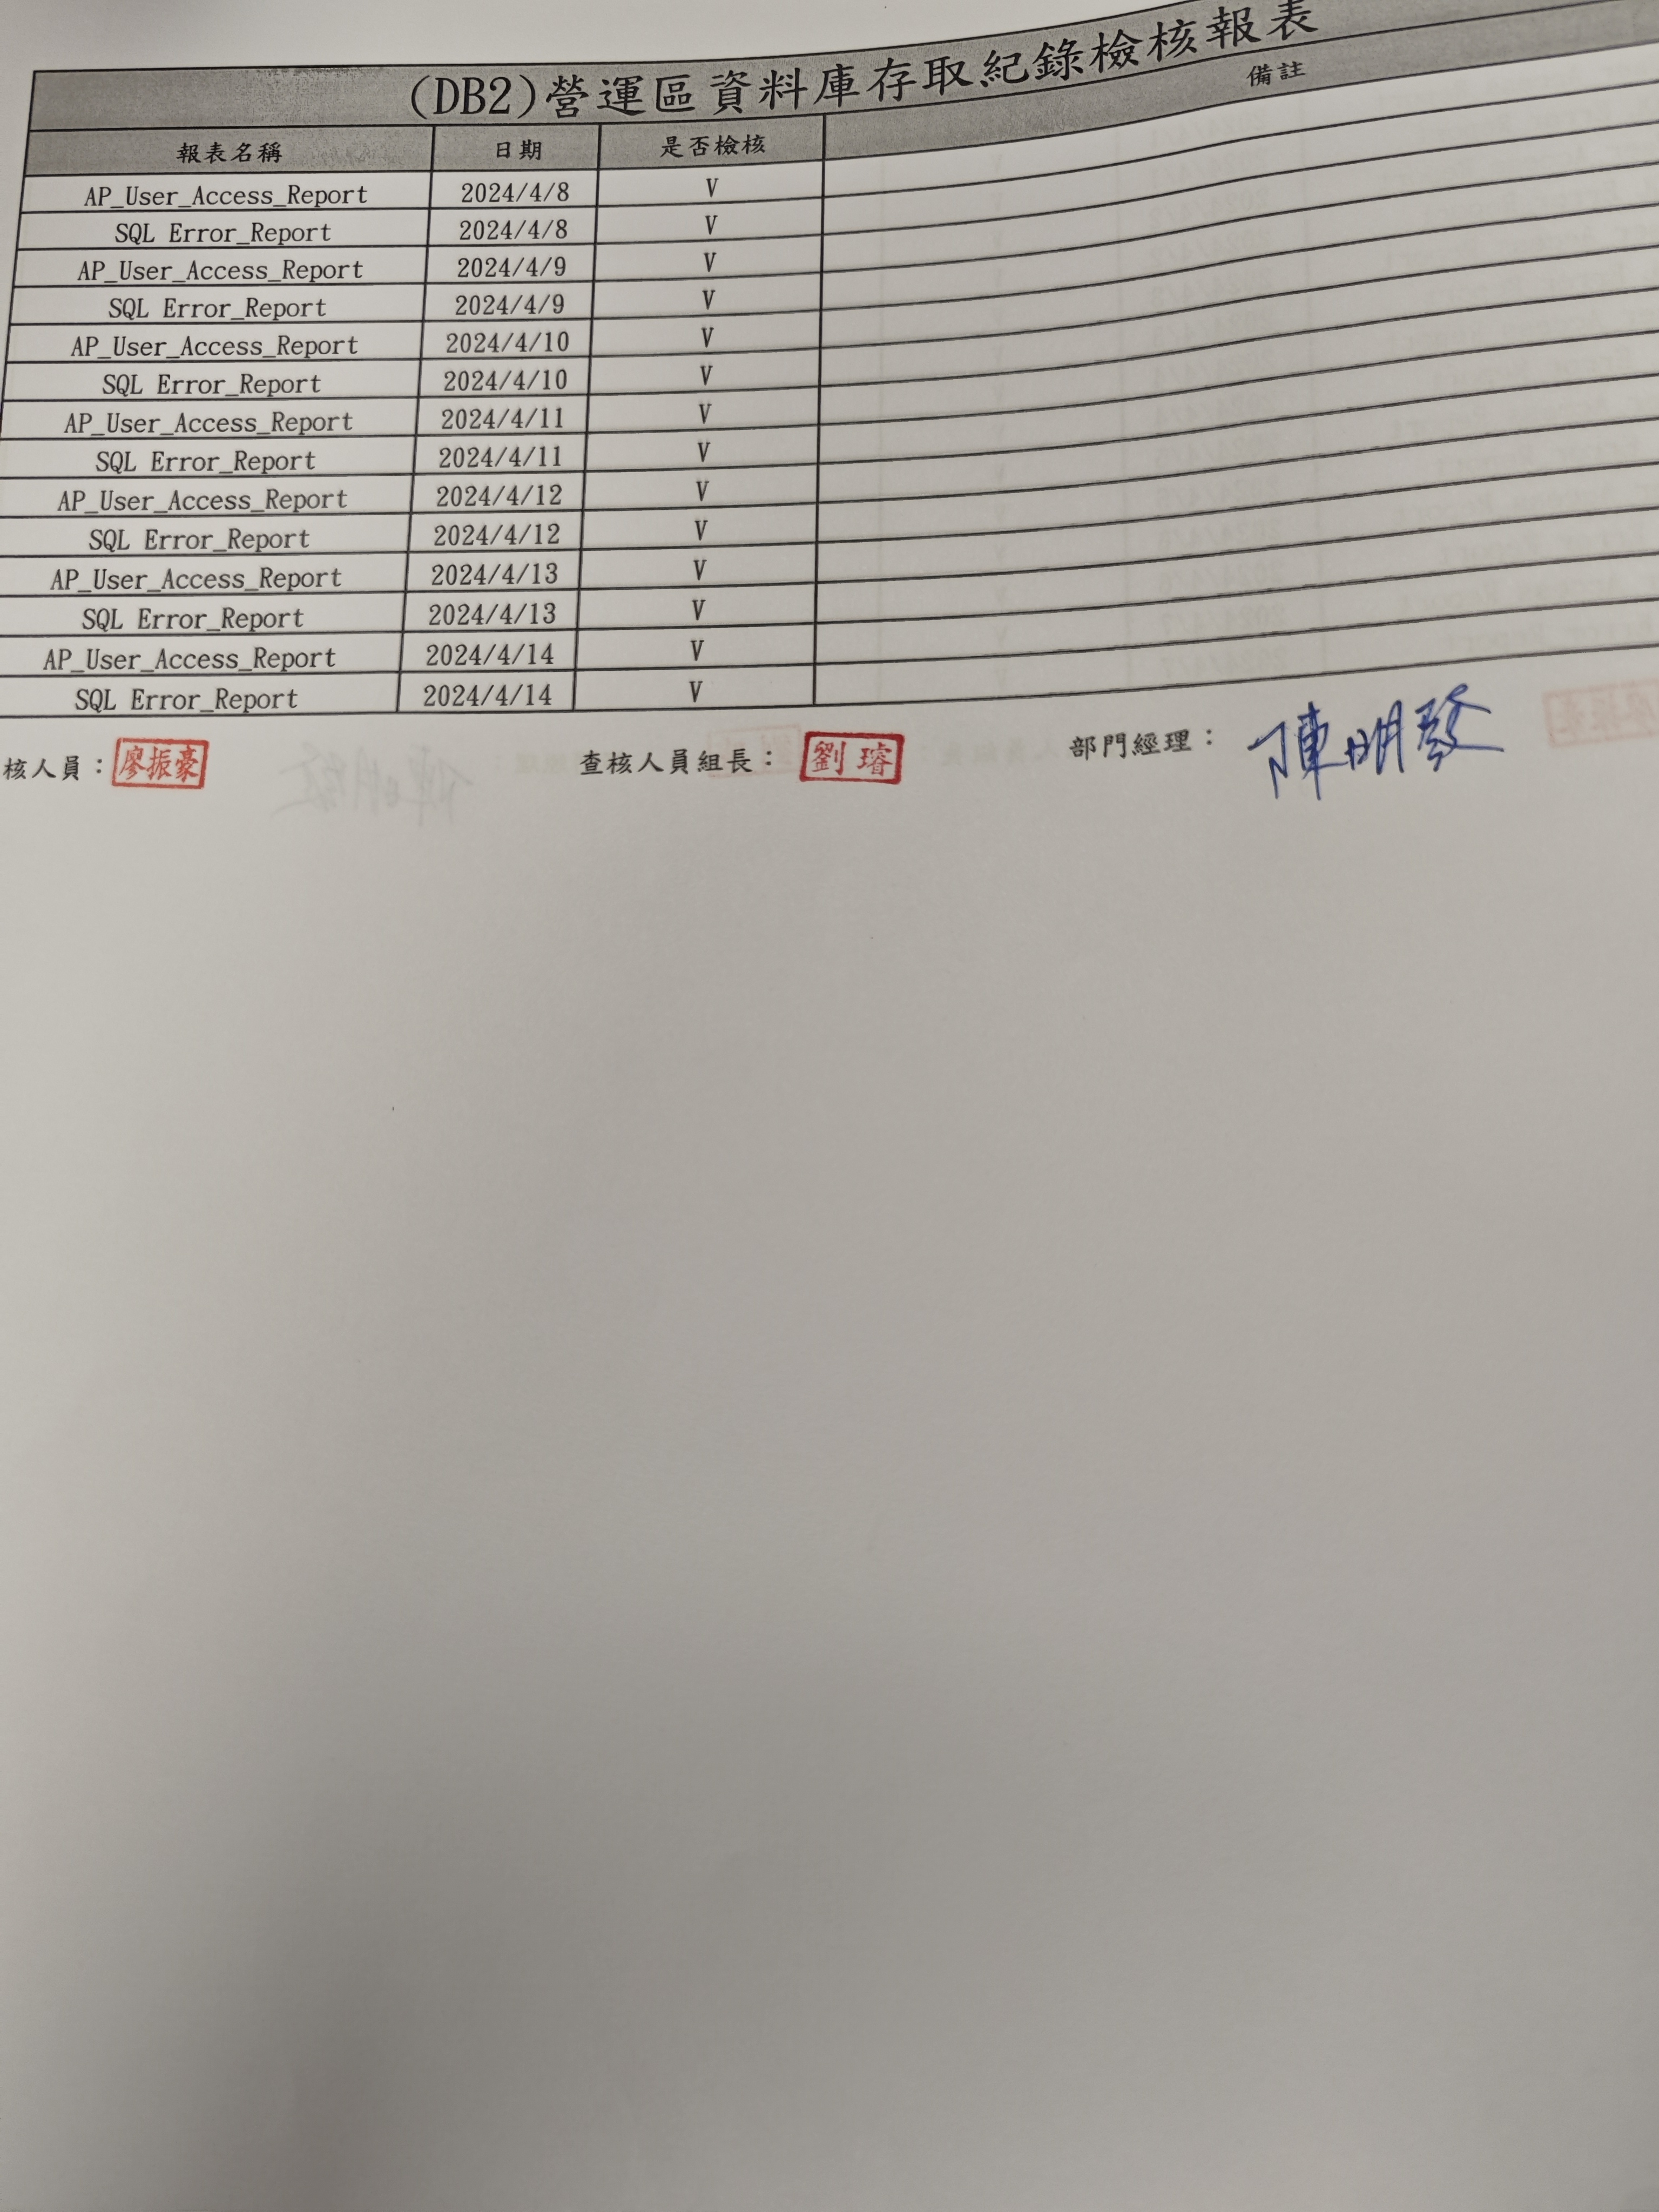 (DB2)營運區資料庫存取紀錄檢核報表
報表名稱 日期 是否檢核 備註
AP_User_Access_Report 2024/4/8 V
SQL Error_Report 2024/4/8 V
AP_User_Access_Report 2024/4/9 V
SQL Error_Report 2024/4/9 V
AP_User_Access_Report 2024/4/10 V
SQL Error_Report 2024/4/10 V
AP_User_Access_Report 2024/4/11 V
SQL Error_Report 2024/4/11 V
AP_User_Access_Report 2024/4/12 V
SQL Error_Report 2024/4/12 V
AP_User_Access_Report 2024/4/13 V
SQL Error_Report 2024/4/13 V
AP_User_Access_Report 2024/4/14 V
SQL Error_Report 2024/4/14 V
核人員：廖振豪 查核人員組長：劉璿 部門經理：陳明發